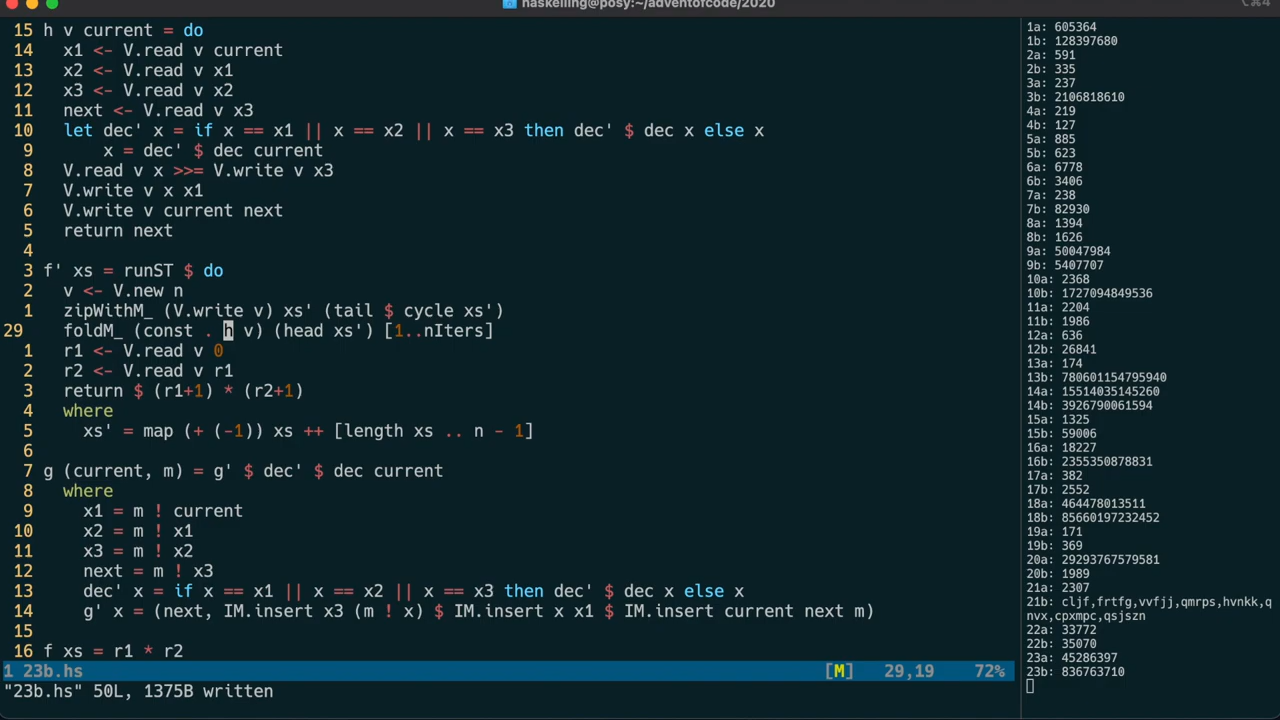 haskelling@posy:~/adventofcode/2020
15 h v current = do
14 x1 <- V.read v current
13 x2 <- V.read v x1
12 x3 <- V.read v x2
11 next <- V.read v x3
10 let dec' x = if x == x1 || x == x2 || x == x3 then dec' $ dec x else x
9 x = dec' $ dec current
8 V.read v x >>= V.write v x3
7 V.write v x x1
6 V.write v current next
5 return next
4
3 f' xs = runST $ do
2 v <- V.new n
1 zipWithM_ (V.write v) xs' (tail $ cycle xs')
29 foldM_ (const . h v) (head xs') [1..nIters]
1 r1 <- V.read v 0
2 r2 <- V.read v r1
3 return $ (r1+1) * (r2+1)
4 where
5 xs' = map (+ (-1)) xs ++ [length xs .. n - 1]
6
7 g (current, m) = g' $ dec' $ dec current
8 where
9 x1 = m ! current
10 x2 = m ! x1
11 x3 = m ! x2
12 next = m ! x3
13 dec' x = if x == x1 || x == x2 || x == x3 then dec' $ dec x else x
14 g' x = (next, IM.insert x3 (m ! x) $ IM.insert x x1 $ IM.insert current next m)
15
16 f xs = r1 * r2
1 23b.hs [M] 29,19 72%
"23b.hs" 50L, 1375B written
1a: 605364
1b: 128397680
2a: 591
2b: 335
3a: 237
3b: 2106818610
4a: 219
4b: 127
5a: 885
5b: 623
6a: 6778
6b: 3406
7a: 238
7b: 82930
8a: 1394
8b: 1626
9a: 50047984
9b: 5407707
10a: 2368
10b: 1727094849536
11a: 2204
11b: 1986
12a: 636
12b: 26841
13a: 174
13b: 780601154795940
14a: 15514035145260
14b: 3926790061594
15a: 1325
15b: 59006
16a: 18227
16b: 2355350878831
17a: 382
17b: 2552
18a: 464478013511
18b: 85660197232452
19a: 171
19b: 369
20a: 29293767579581
20b: 1989
21a: 2307
21b: cljf,frtfg,vvfjj,qmrps,hvnkk,q
nvx,cpxmpc,qsjszn
22a: 33772
22b: 35070
23a: 45286397
23b: 836763710